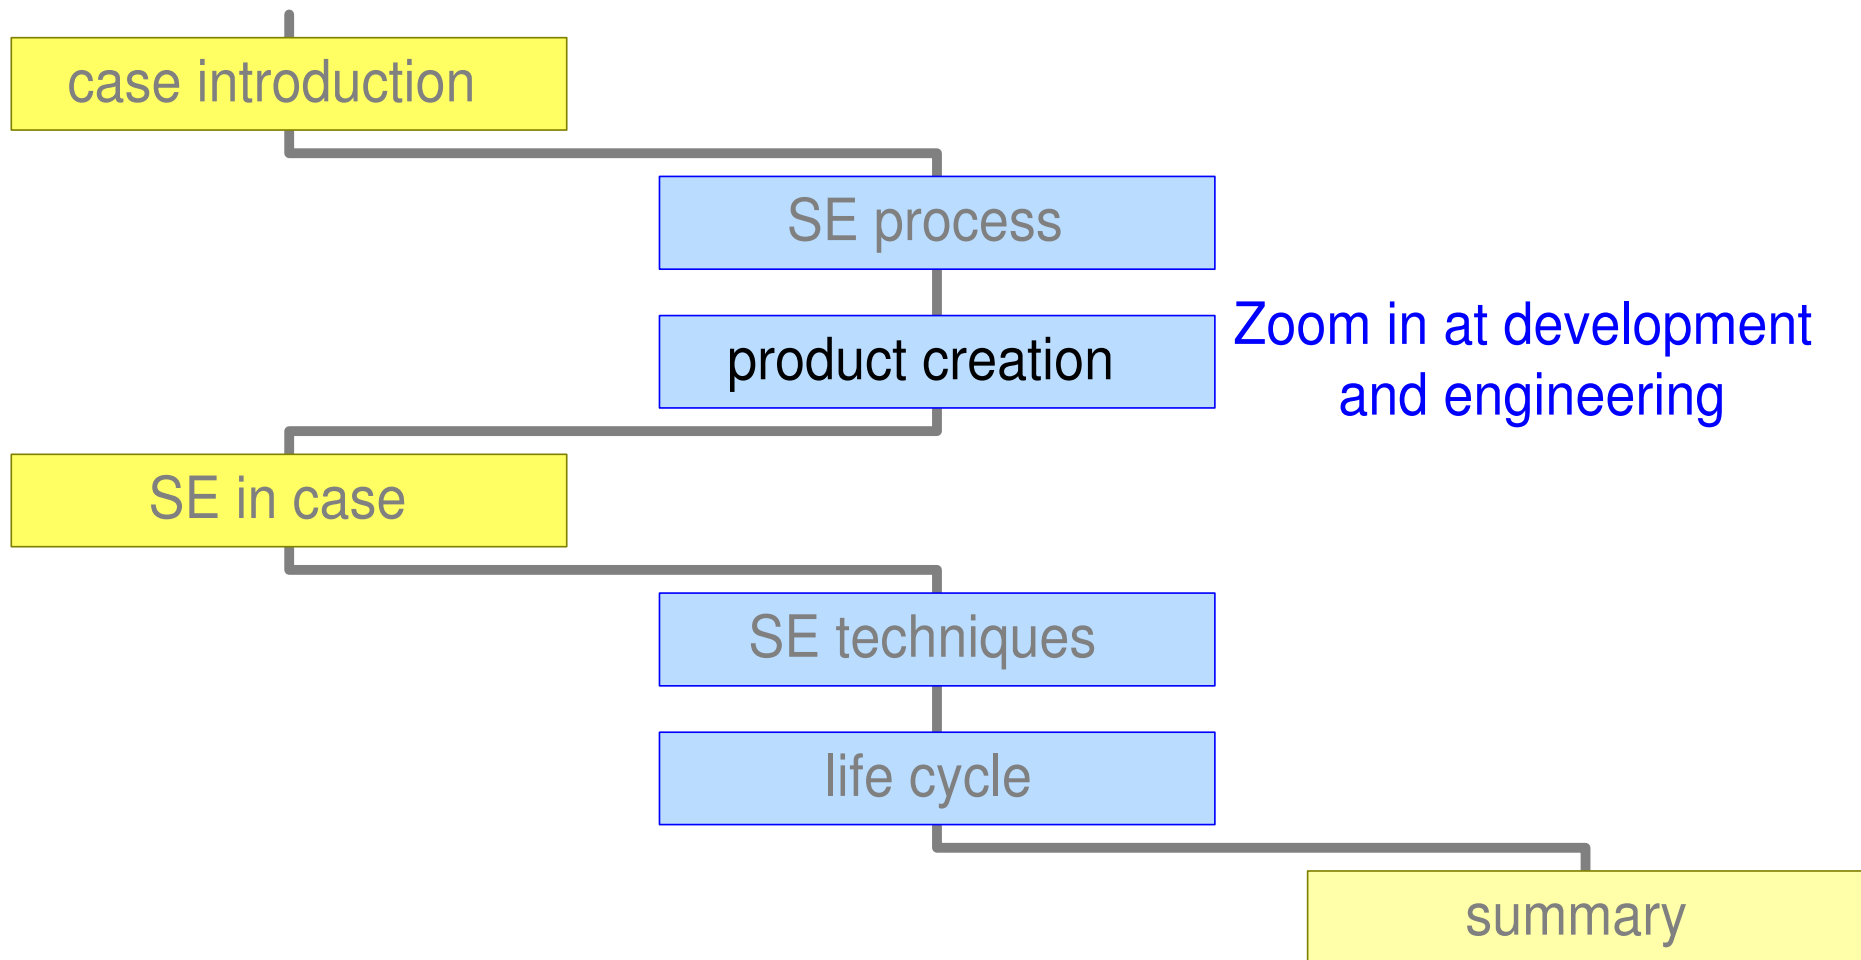 case introduction
SE process
product creation
Zoom in at development
and engineering
SE in case
SE techniques
life cycle
summary